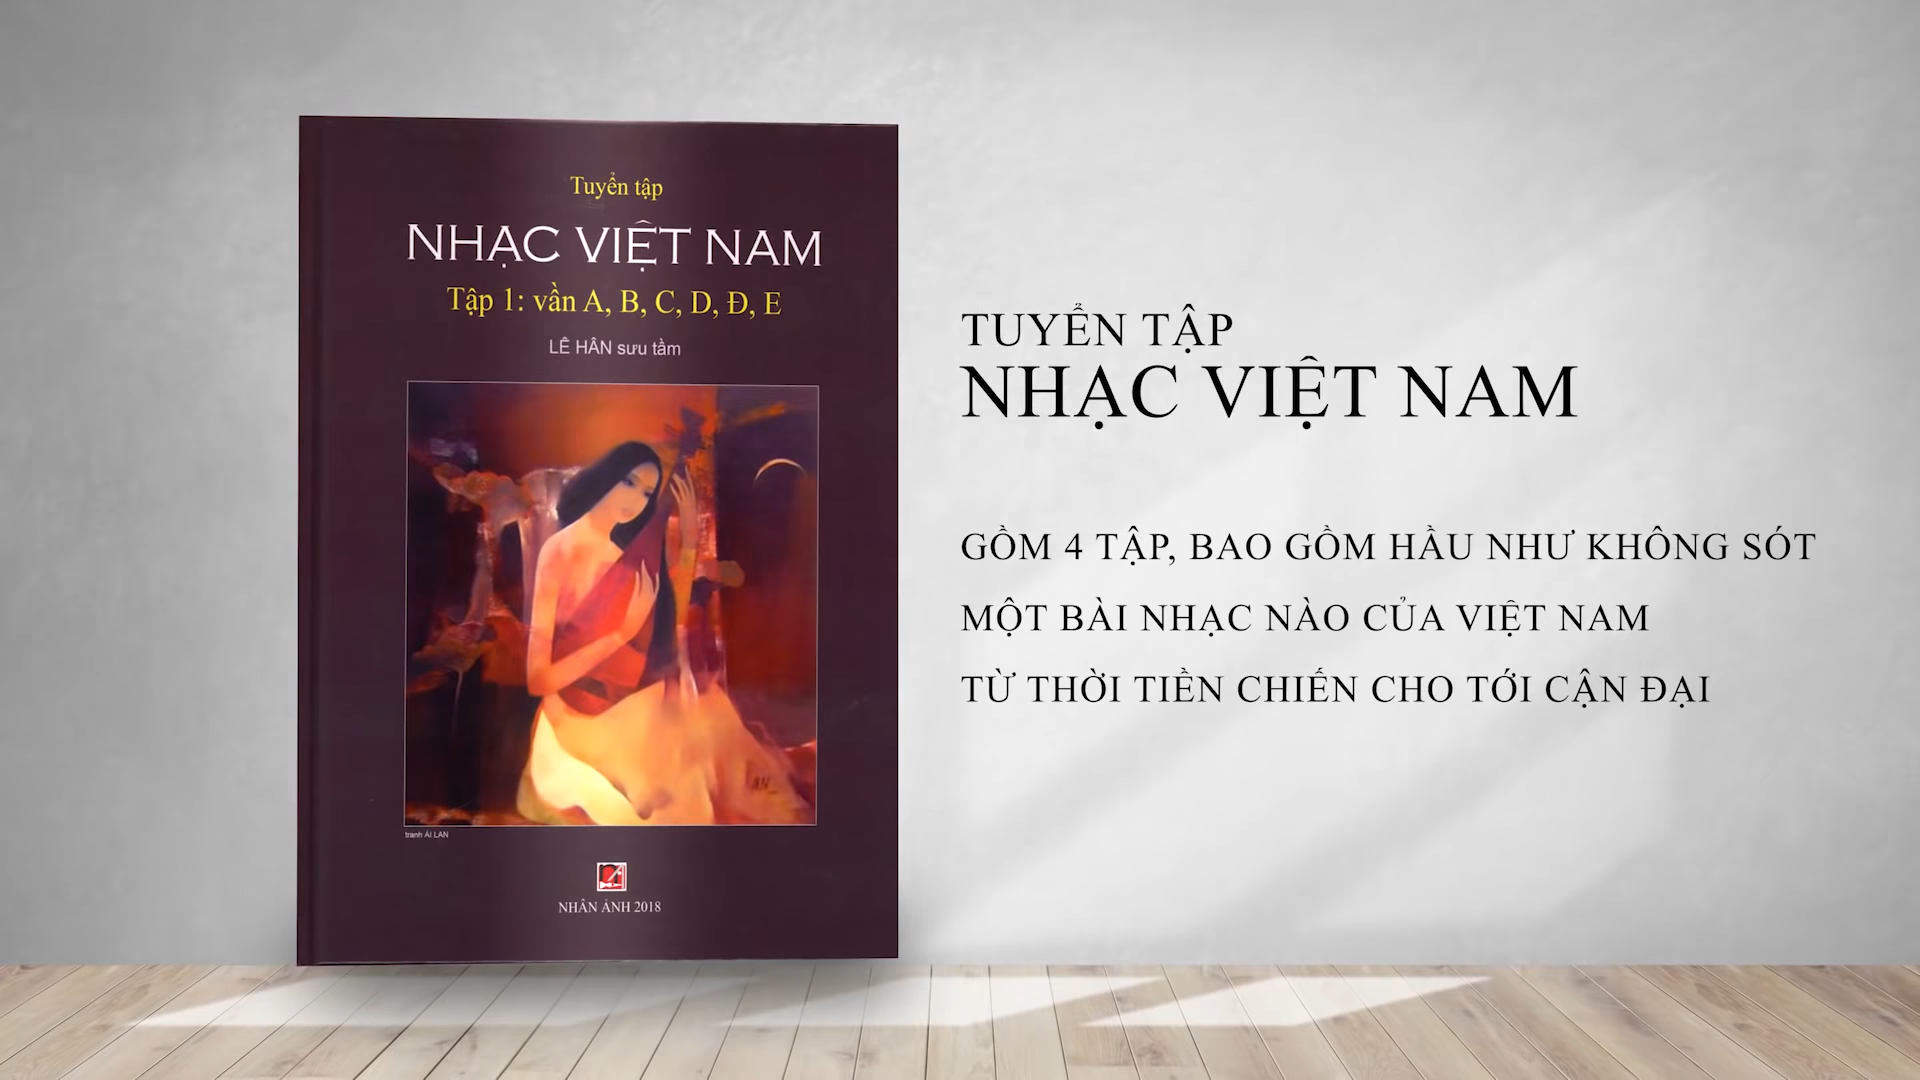 Tuyển tập
NHẠC VIỆT NAM
Tập 1: vần A, B, C, D, Đ, E
LÊ HÂN sưu tầm
tranh ÁI LAN
NHÂN ẢNH 2018
TUYỂN TẬP
NHẠC VIỆT NAM
GỒM 4 TẬP, BAO GỒM HẦU NHƯ KHÔNG SÓT
MỘT BÀI NHẠC NÀO CỦA VIỆT NAM
TỪ THỜI TIỀN CHIẾN CHO TỚI CẬN ĐẠI